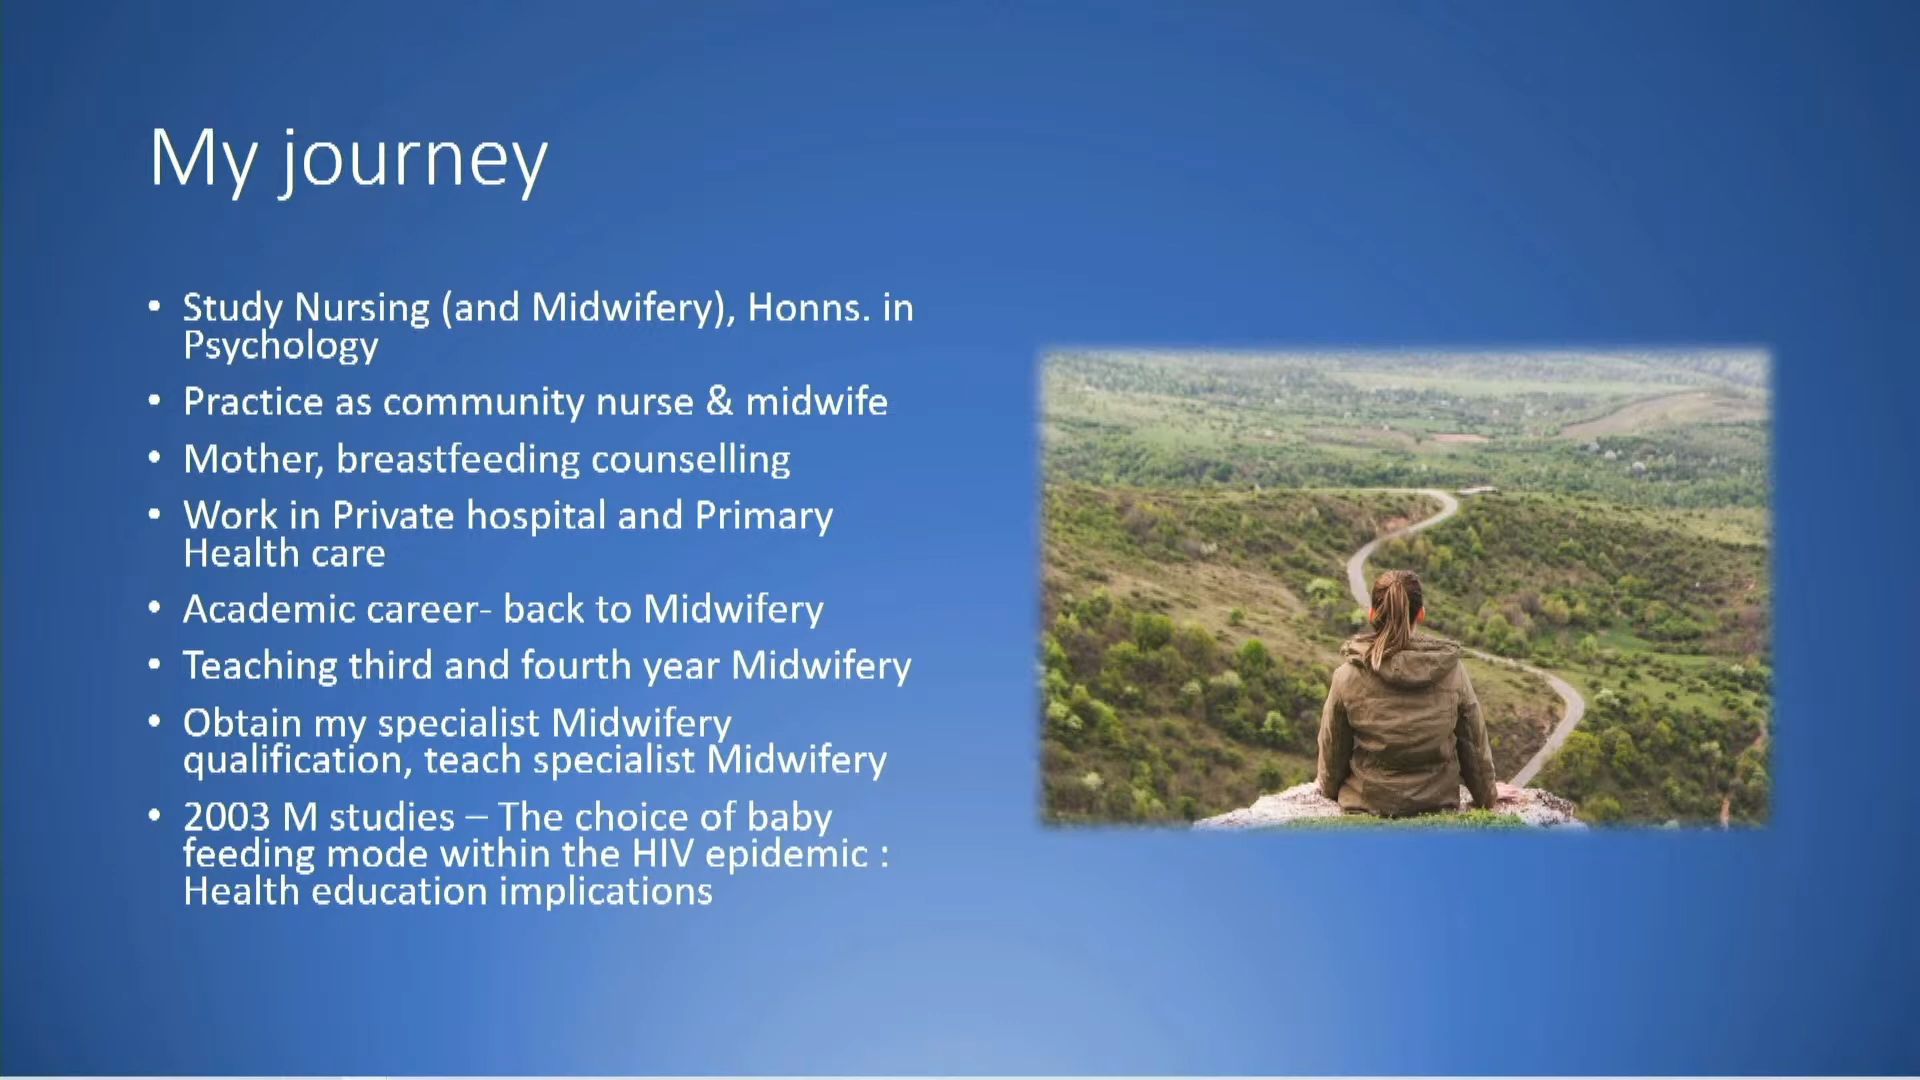 My journey
• Study Nursing (and Midwifery), Honns. in
Psychology
• Practice as community nurse & midwife
• Mother, breastfeeding counselling
• Work in Private hospital and Primary
Health care
• Academic career- back to Midwifery
• Teaching third and fourth year Midwifery
• Obtain my specialist Midwifery
qualification, teach specialist Midwifery
• 2003 M studies – The choice of baby
feeding mode within the HIV epidemic :
Health education implications